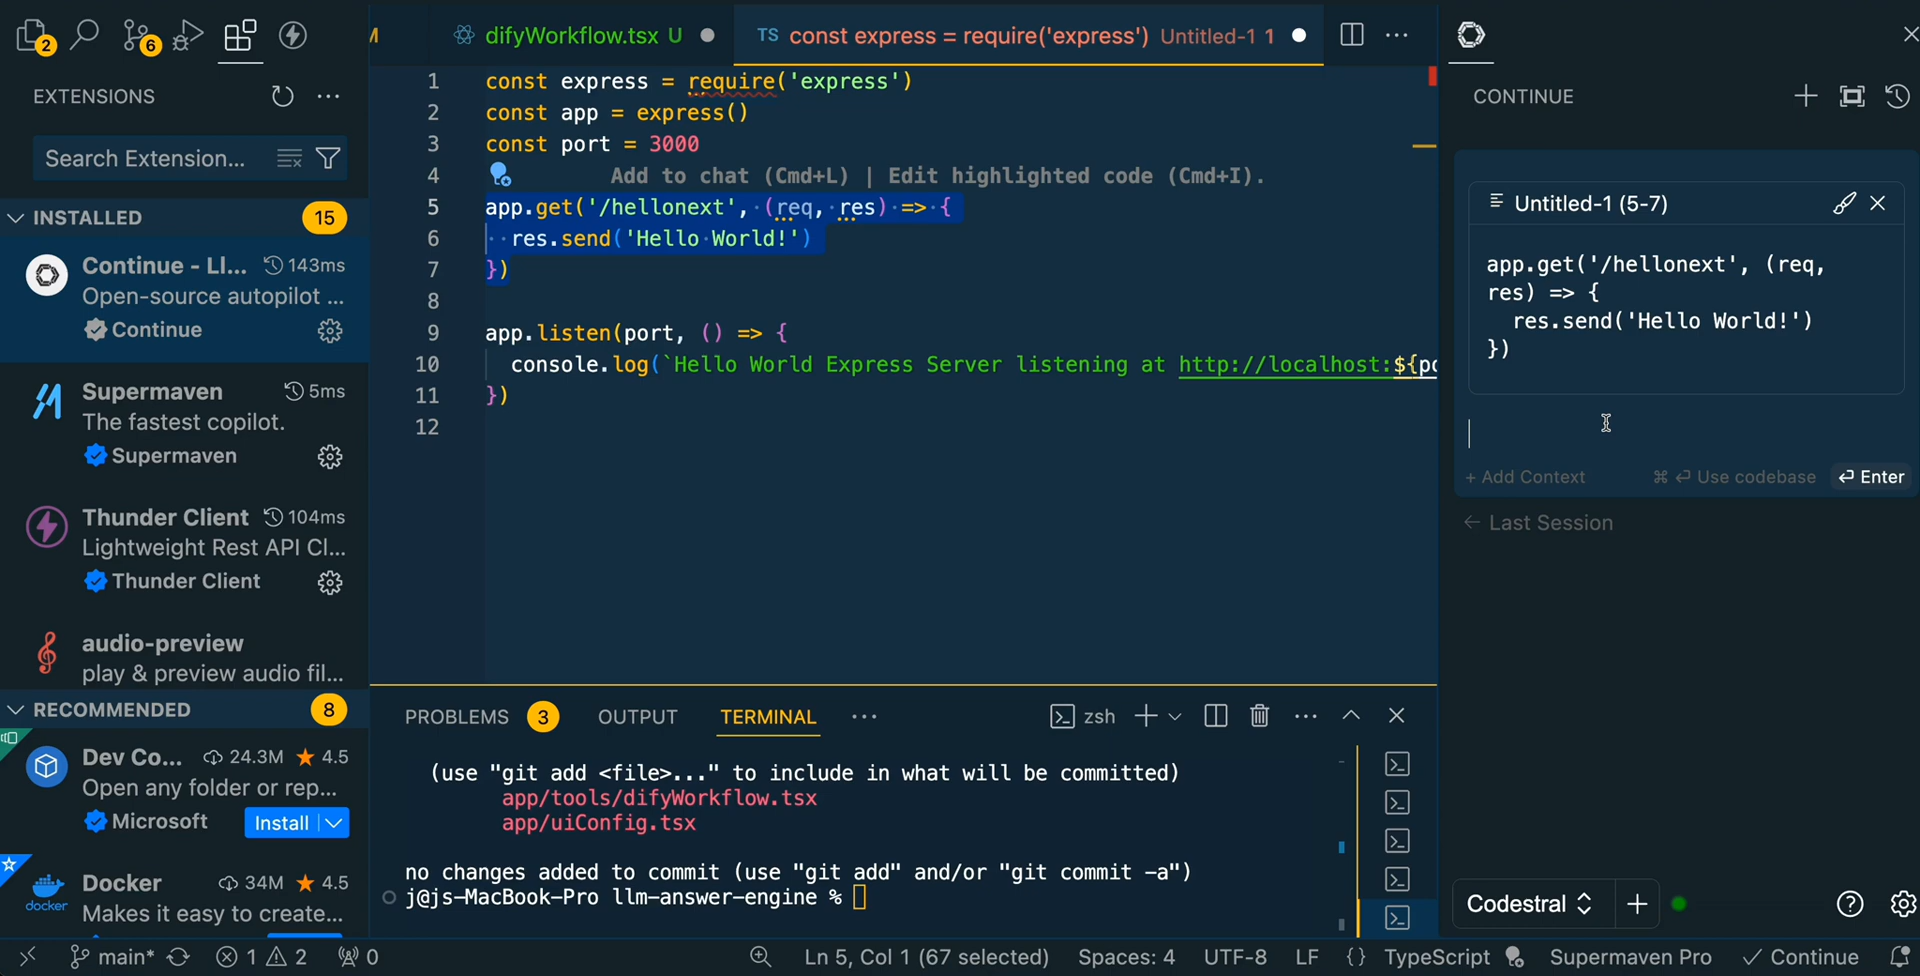 2
6
M
difyWorkflow.tsx U
TS const express = require('express') Untitled-1 1
EXTENSIONS
Search Extension...
INSTALLED
15
Continue - Ll... 143ms
Open-source autopilot ...
Continue
Supermaven 5ms
The fastest copilot.
Supermaven
Thunder Client 104ms
Lightweight Rest API Cl...
Thunder Client
audio-preview
play & preview audio fil...
RECOMMENDED
8
Dev Co... 24.3M ★ 4.5
Open any folder or rep...
Microsoft
Install
Docker 34M ★ 4.5
docker
Makes it easy to create...
1 const express = require('express')
2 const app = express()
3 const port = 3000
4 Add to chat (Cmd+L) | Edit highlighted code (Cmd+I).
5 app.get('/hellonext', (req, res) => {
6 res.send('Hello World!')
7 })
8
9 app.listen(port, () => {
10 console.log(`Hello World Express Server listening at http://localhost:${po
11 })
12
PROBLEMS 3 OUTPUT TERMINAL ...
zsh
(use "git add <file>..." to include in what will be committed)
app/tools/difyWorkflow.tsx
app/uiConfig.tsx
no changes added to commit (use "git add" and/or "git commit -a")
j@js-MacBook-Pro llm-answer-engine %
CONTINUE
Untitled-1 (5-7)
app.get('/hellonext', (req,
res) => {
res.send('Hello World!')
})
+ Add Context ⌘ ⏎ Use codebase ⏎ Enter
← Last Session
Codestral
main* 1 2 0 Ln 5, Col 1 (67 selected) Spaces: 4 UTF-8 LF {} TypeScript Supermaven Pro ✓ Continue